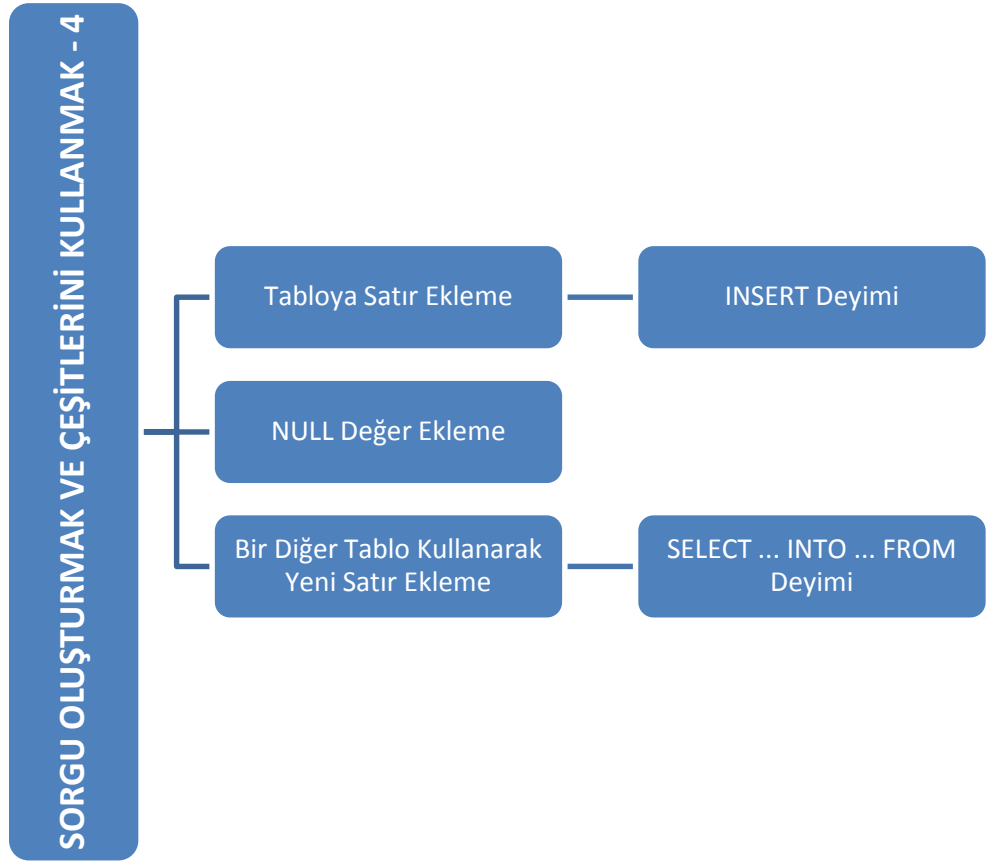 SORGU OLUŞTURMAK VE ÇEŞİTLERİNİ KULLANMAK - 4
Tabloya Satır Ekleme
INSERT Deyimi
NULL Değer Ekleme
Bir Diğer Tablo Kullanarak
Yeni Satır Ekleme
SELECT ... INTO ... FROM
Deyimi